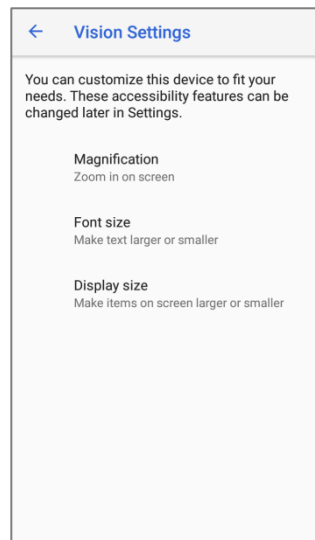 Vision Settings
You can customize this device to fit your
needs. These accessibility features can be
changed later in Settings.
Magnification
Zoom in on screen
Font size
Make text larger or smaller
Display size
Make items on screen larger or smaller